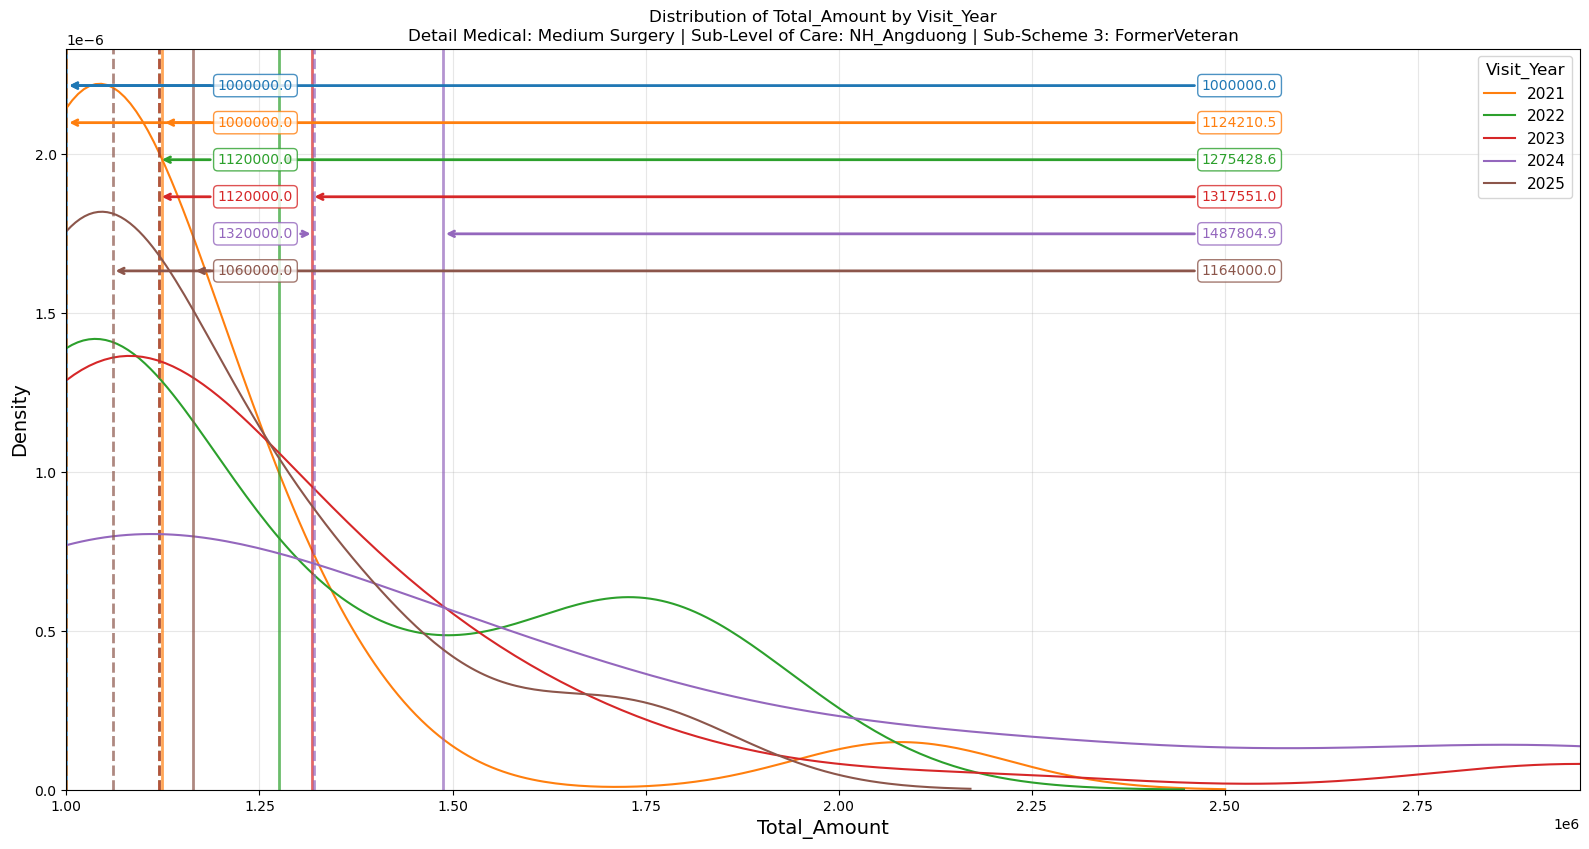 Distribution of Total_Amount by Visit_Year
Detail Medical: Medium Surgery | Sub-Level of Care: NH_Angduong | Sub-Scheme 3: FormerVeteran
1e−6
1000000.0 1000000.0
1000000.0 1124210.5
1120000.0 1275428.6
1120000.0 1317551.0
1320000.0 1487804.9
1060000.0 1164000.0
Visit_Year
2021
2022
2023
2024
2025
2.0
1.5
1.0
0.5
0.0
Density
1.00 1.25 1.50 1.75 2.00 2.25 2.50 2.75
1e6
Total_Amount